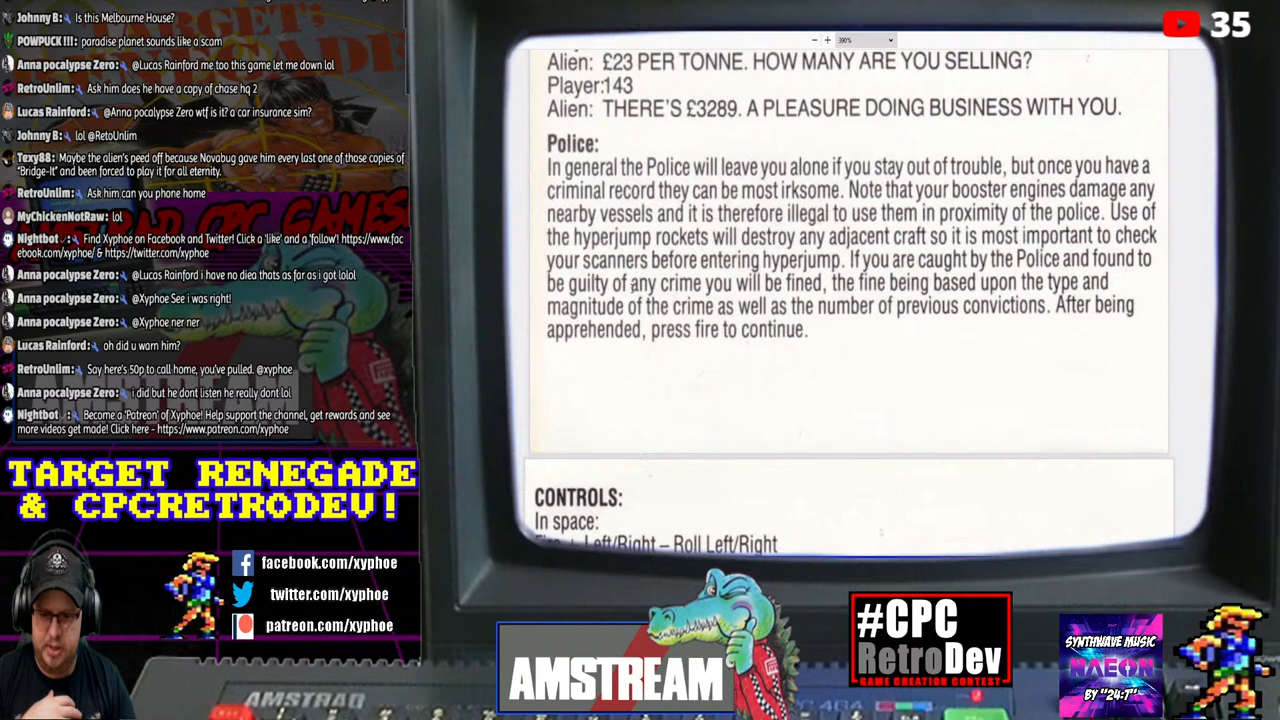 Johnny B: Is this Melbourne House?
POWPUCK !!!: paradise planet sounds like a scam
Anna pocalypse Zero: @Lucas Rainford me too this game let me down lol
RetroUnlim: Ask him does he have a copy of chase hq 2
Lucas Rainford: @Anna pocalypse Zero wtf is it? a car insurance sim?
Johnny B: lol @RetoUnlim
Texy88: Maybe the alien's peed off because Novabug gave him every last one of those copies of
"Bridge-It" and been forced to play it for all eternity.
RetroUnlim: Ask him can you phone home
MyChickenNotRaw: lol
Nightbot: Find Xyphoe on Facebook and Twitter! Click a 'like' and a 'follow'! https://www.fac
ebook.com/xyphoe/ & https://twitter.com/xyphoe
Anna pocalypse Zero: @Lucas Rainford i have no diea thats as far as i got lolol
Anna pocalypse Zero: @Xyphoe See i was right!
Anna pocalypse Zero: @Xyphoe ner ner
Lucas Rainford: oh did u warn him?
RetroUnlim: Say here's 50p to call home, you've pulled. @xyphoe
Anna pocalypse Zero: i did but he dont listen he really dont lol
Nightbot: Become a 'Patreon' of Xyphoe! Help support the channel, get rewards and see
more videos get made! Click here - https://www.patreon.com/xyphoe
TARGET RENEGADE
& CPCRETRODEV!
facebook.com/xyphoe
twitter.com/xyphoe
patreon.com/xyphoe
35
390%
Alien: £23 PER TONNE. HOW MANY ARE YOU SELLING?
Player:143
Alien: THERE'S £3289. A PLEASURE DOING BUSINESS WITH YOU.
Police:
In general the Police will leave you alone if you stay out of trouble, but once you have a
criminal record they can be most irksome. Note that your booster engines damage any
nearby vessels and it is therefore illegal to use them in proximity of the police. Use of
the hyperjump rockets will destroy any adjacent craft so it is most important to check
your scanners before entering hyperjump. If you are caught by the Police and found to
be guilty of any crime you will be fined, the fine being based upon the type and
magnitude of the crime as well as the number of previous convictions. After being
apprehended, press fire to continue.
CONTROLS:
In space:
Fire + Left/Right – Roll Left/Right
AMSTREAM
#CPC
RetroDev
GAME CREATION CONTEST
SYNTHWAVE MUSIC
NAEON
BY "24:7"
AMSTRAD